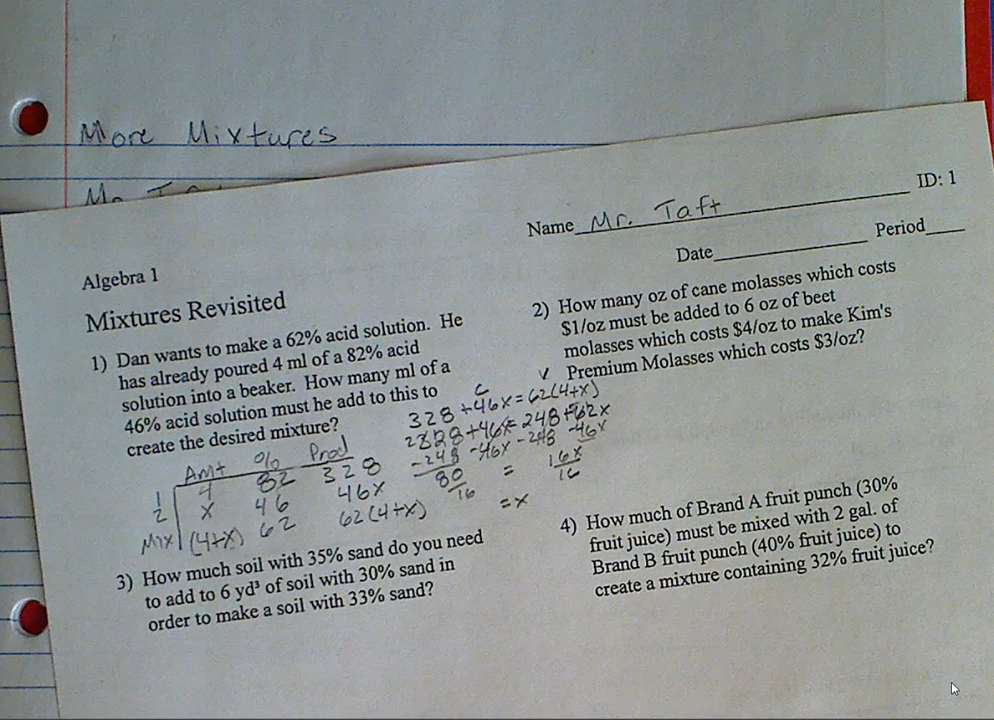 More Mixtures
Name Mr. Taft ID: 1
Date Period
Algebra 1
Mixtures Revisited
1) Dan wants to make a 62% acid solution. He
has already poured 4 ml of a 82% acid
solution into a beaker. How many ml of a
46% acid solution must he add to this to
create the desired mixture?
Amt % Prod
1 4 82 328
2 x 46 46x
Mix (4+x) 62 62(4+x)
328 +46x = 62(4+x)
328 +46x = 248 +62x
-248 -46x -248 -46x
80 = 16x
16 16
= x
2) How many oz of cane molasses which costs
$1/oz must be added to 6 oz of beet
molasses which costs $4/oz to make Kim's
Premium Molasses which costs $3/oz?
3) How much soil with 35% sand do you need
to add to 6 yd³ of soil with 30% sand in
order to make a soil with 33% sand?
4) How much of Brand A fruit punch (30%
fruit juice) must be mixed with 2 gal. of
Brand B fruit punch (40% fruit juice) to
create a mixture containing 32% fruit juice?